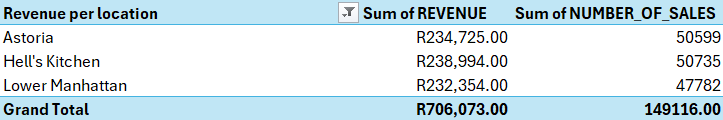 Revenue per location Sum of REVENUE Sum of NUMBER_OF_SALES
Astoria R234,725.00 50599
Hell's Kitchen R238,994.00 50735
Lower Manhattan R232,354.00 47782
Grand Total R706,073.00 149116.00